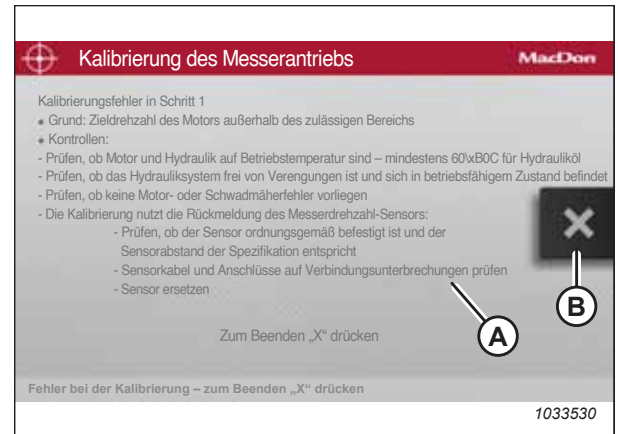 Kalibrierung des Messerantriebs
MacDon
Kalibrierungsfehler in Schritt 1
• Grund: Zieldrehzahl des Motors außerhalb des zulässigen Bereichs
• Kontrollen:
- Prüfen, ob Motor und Hydraulik auf Betriebstemperatur sind – mindestens 60\xB0C für Hydrauliköl
- Prüfen, ob das Hydrauliksystem frei von Verengungen ist und sich in betriebsfähigem Zustand befindet
- Prüfen, ob keine Motor- oder Schwadmäherfehler vorliegen
- Die Kalibrierung nutzt die Rückmeldung des Messerdrehzahl-Sensors:
- Prüfen, ob der Sensor ordnungsgemäß befestigt ist und der
Sensorabstand der Spezifikation entspricht
- Sensorkabel und Anschlüsse auf Verbindungsunterbrechungen prüfen
- Sensor ersetzen
B
A
Zum Beenden „X“ drücken
Fehler bei der Kalibrierung – zum Beenden „X“ drücken
1033530